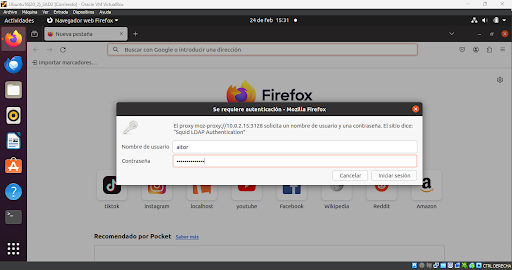 Ubuntu1620_D_SSED [Corriendo] - Oracle VM VirtualBox
Archivo Máquina Ver Entrada Dispositivos Ayuda
Actividades Navegador web Firefox 24 de feb 15:31
Nueva pestaña
Buscar con Google o introducir una dirección
Importar marcadores...
Firefox
Se requiere autenticación - Mozilla Firefox
El proxy moz-proxy://10.0.2.15:3128 solicita un nombre de usuario y una contraseña. El sitio dice:
"Squid LDAP Authentication"
Nombre de usuario aitor
Contraseña ••••••••••••••
Cancelar Iniciar sesión
tiktok Instagram localhost youtube Facebook Wikipedia Reddit Amazon
Recomendado por Pocket Saber más
CTRL DERECHA